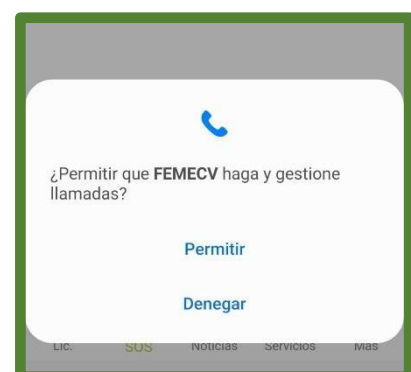 ¿Permitir que FEMECV haga y gestione
llamadas?
Permitir
Denegar
Lic. SOS Noticias Servicios Más